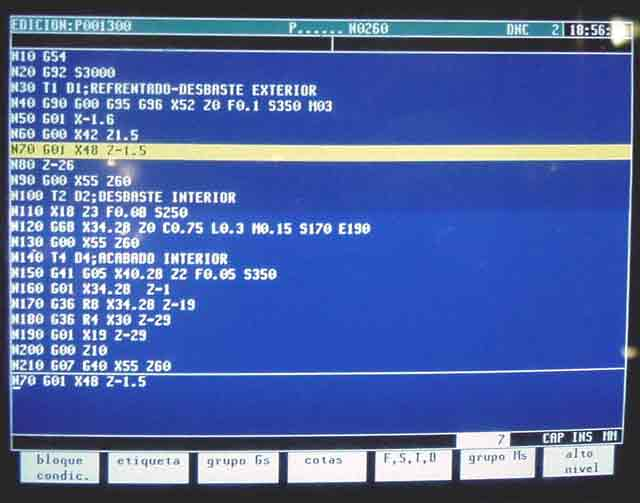 EDICION:P001300 P...... N0260 DNC 2 18:56:
N10 G54
N20 G92 S3000
N30 T1 D1;REFRENTADO-DESBASTE EXTERIOR
N40 G90 G00 G95 G96 X52 Z0 F0.1 S350 M03
N50 G01 X-1.6
N60 G00 X42 Z1.5
N70 G01 X48 Z-1.5
N80 Z-26
N90 G00 X55 Z60
N100 T2 D2;DESBASTE INTERIOR
N110 X18 Z3 F0.08 S250
N120 G68 X34.28 Z0 C0.75 L0.3 M0.15 S170 E190
N130 G00 X55 Z60
N140 T4 D4;ACABADO INTERIOR
N150 G41 G05 X40.28 Z2 F0.05 S350
N160 G01 X34.28 Z-1
N170 G36 R8 X34.28 Z-19
N180 G36 R4 X30 Z-29
N190 G01 X19 Z-29
N200 G00 Z10
N210 G07 G40 X55 Z60
N70 G01 X48 Z-1.5
7 CAP INS MM
bloque condic. etiqueta grupo Gs cotas F,S,T,D grupo Ms alto nivel